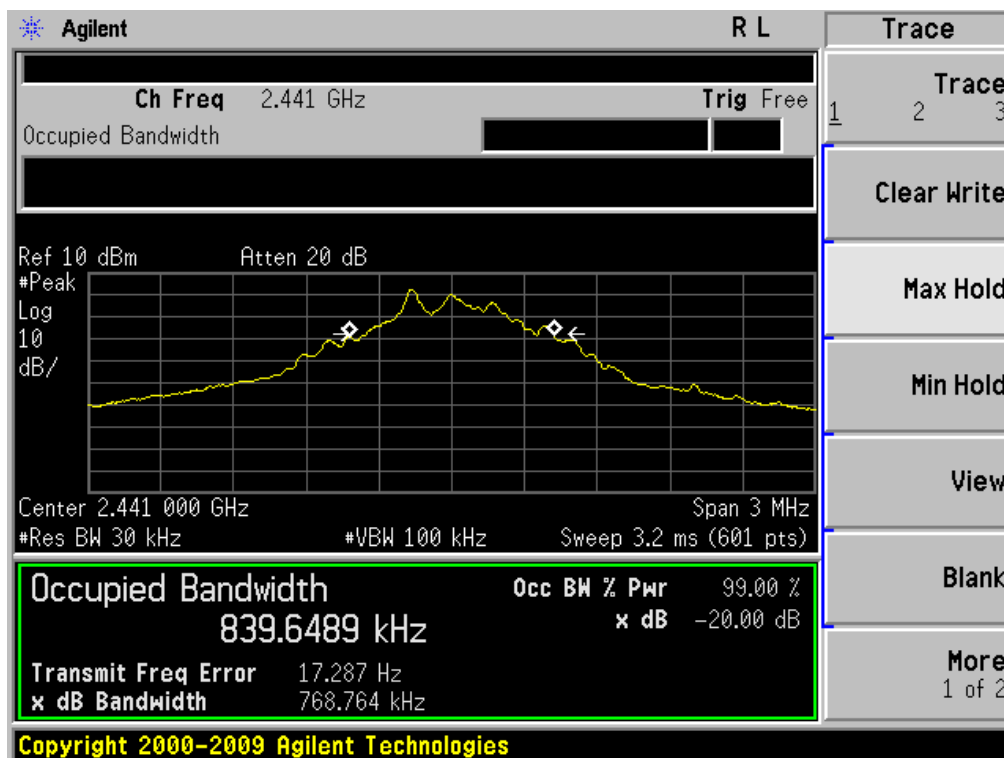 Agilent R L Trace
Ch Freq 2.441 GHz Trig Free
Occupied Bandwidth
Trace
1 2 3
Clear Write
Max Hold
Min Hold
View
Blank
More
1 of 2
Ref 10 dBm Atten 20 dB
#Peak
Log
10
dB/
Center 2.441 000 GHz Span 3 MHz
#Res BW 30 kHz #VBW 100 kHz Sweep 3.2 ms (601 pts)
Occupied Bandwidth Occ BW % Pwr 99.00 %
839.6489 kHz x dB -20.00 dB
Transmit Freq Error 17.287 Hz
x dB Bandwidth 768.764 kHz
Copyright 2000-2009 Agilent Technologies